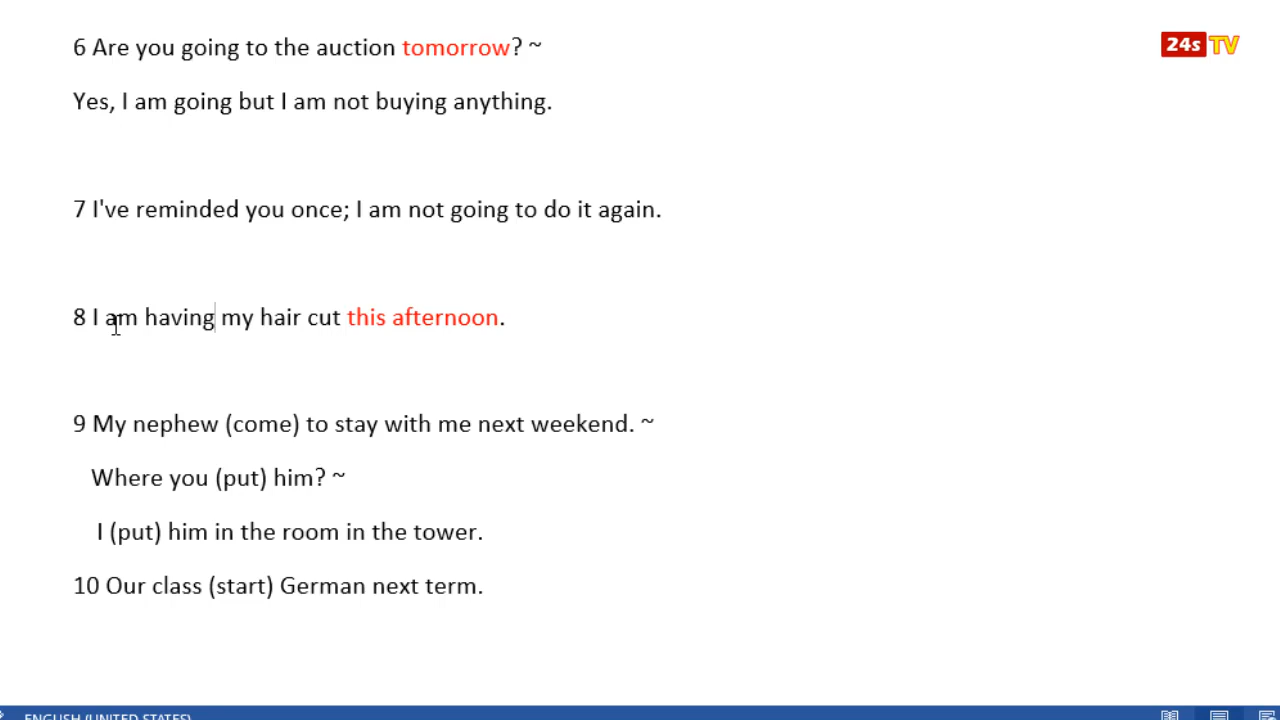 6 Are you going to the auction tomorrow? ~
24s TV
Yes, I am going but I am not buying anything.
7 I've reminded you once; I am not going to do it again.
8 I am having my hair cut this afternoon.
9 My nephew (come) to stay with me next weekend. ~
Where you (put) him? ~
I (put) him in the room in the tower.
10 Our class (start) German next term.
ENGLISH (UNITED STATES)